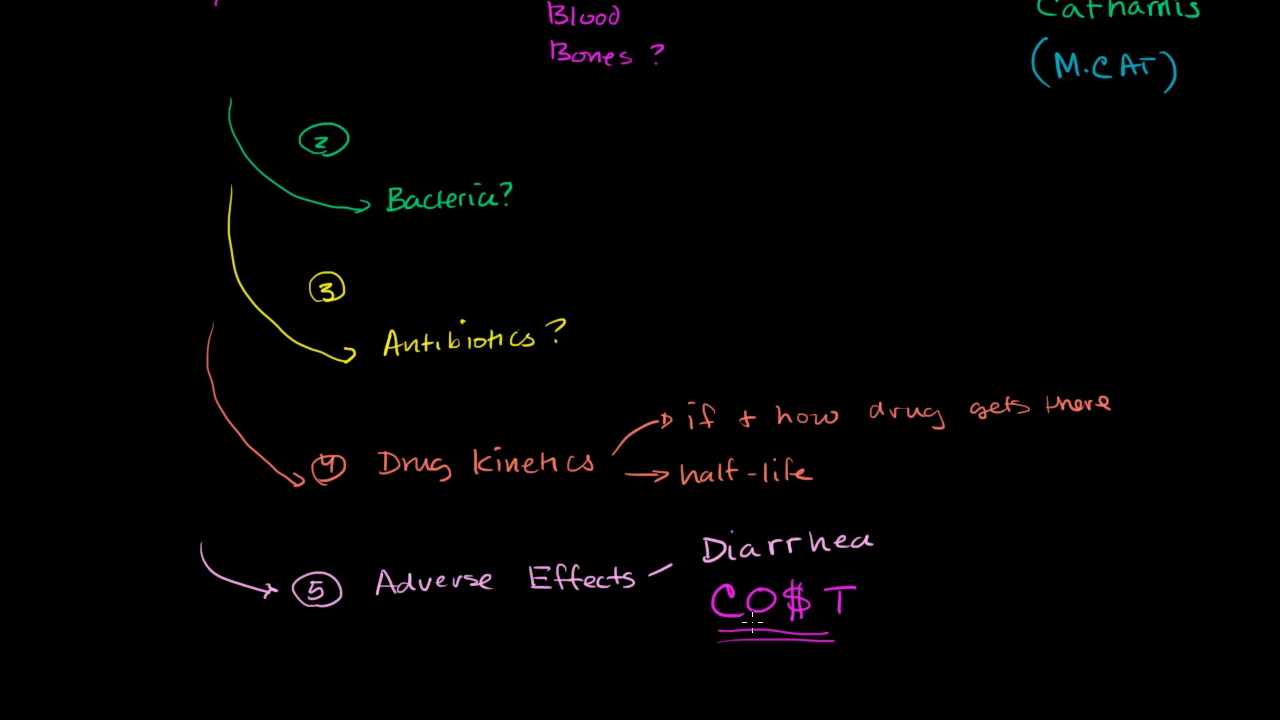 Blood
Bones ?
Catharnis
(M.CAT)
2
Bacteria?
3
Antibiotics ?
4 Drug kinetics
if + how drug gets there
half-life
5 Adverse Effects — Diarrhea
CO$T